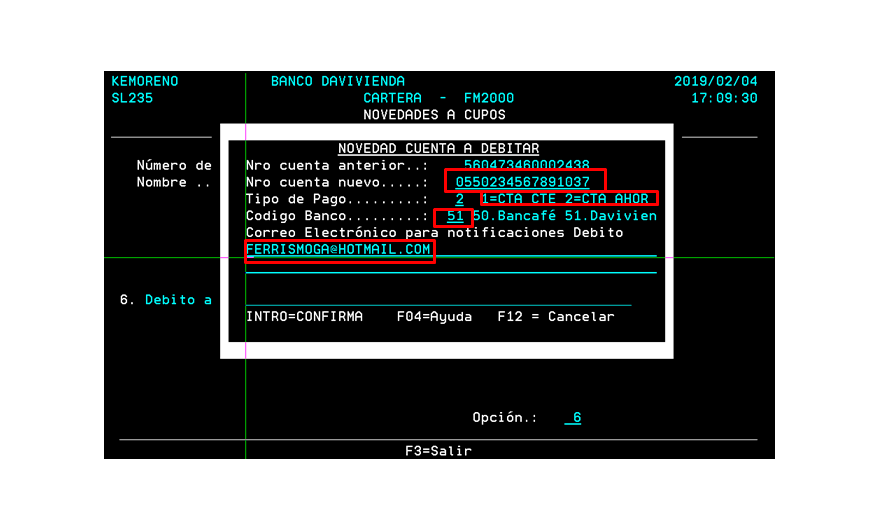 KEMORENO BANCO DAVIVIENDA 2019/02/04
SL235 CARTERA - FM2000 17:09:30
NOVEDADES A CUPOS
NOVEDAD CUENTA A DEBITAR
Número de Nro cuenta anterior..: 560473460002438
Nombre .. Nro cuenta nuevo.....: 0550234567891037
Tipo de Pago.........: 2 1=CTA CTE 2=CTA AHOR
Codigo Banco.........: 51 50.Bancafé 51.Davivien
Correo Electrónico para notificaciones Debito
FERRISMOGA@HOTMAIL.COM
6. Debito a
INTRO=CONFIRMA F04=Ayuda F12 = Cancelar
Opción.: 6
F3=Salir